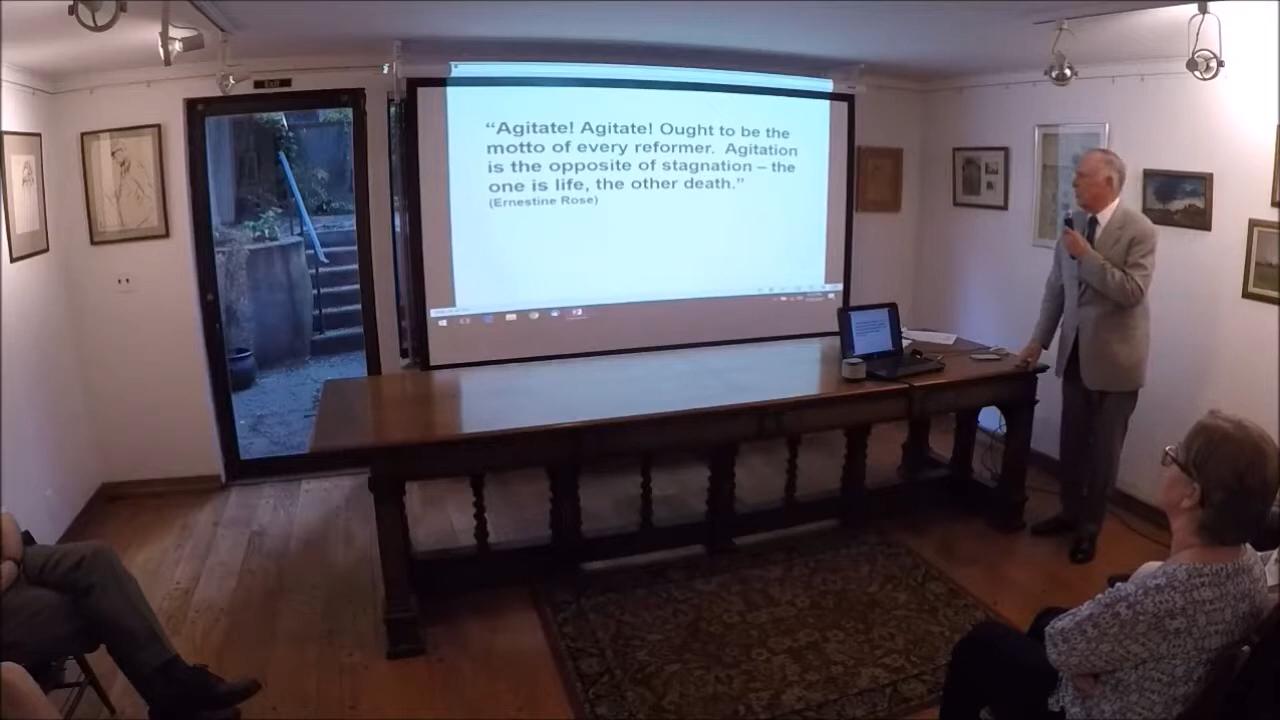 Exit
“Agitate! Agitate! Ought to be the
motto of every reformer. Agitation
is the opposite of stagnation – the
one is life, the other death.”
(Ernestine Rose)